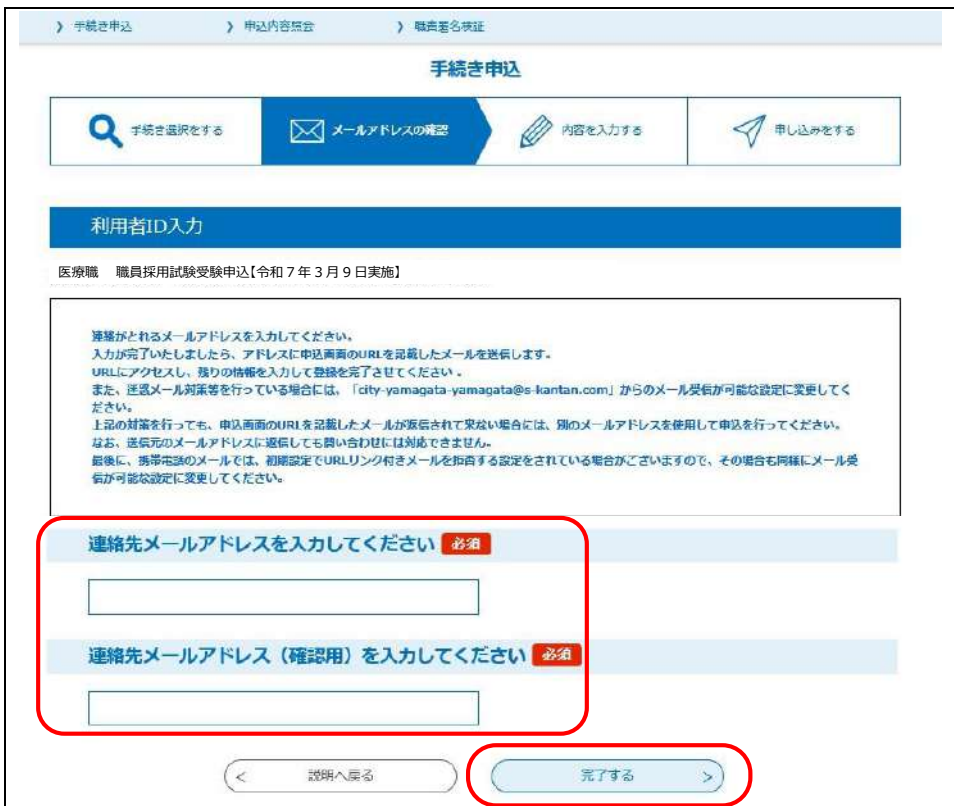 手続き申込 申込内容照会 職責署名検証
手続き申込
手続き選択をする メールアドレスの確認 内容を入力する 申し込みをする
利用者ID入力
医療職 職員採用試験受験申込【令和7年3月9日実施】
連絡がとれるメールアドレスを入力してください。
入力が完了いたしましたら、アドレスに申込画面のURLを記載したメールを送信します。
URLにアクセスし、残りの情報を入力して登録を完了させてください。
また、迷惑メール対策等を行っている場合には、「city-yamagata-yamagata@s-kantan.com」からのメール受信が可能な設定に変更してく
ださい。
上記の対策を行っても、申込画面のURLを記載したメールが返信されて来ない場合には、別のメールアドレスを使用して申込を行ってください。
なお、送信元のメールアドレスに返信しても問い合わせには対応できません。
最後に、携帯電話のメールでは、初期設定でURLリンク付きメールを拒否する設定をされている場合がございますので、その場合も同様にメール受
信が可能な設定に変更してください。
連絡先メールアドレスを入力してください 必須
連絡先メールアドレス（確認用）を入力してください 必須
< 説明へ戻る 完了する >